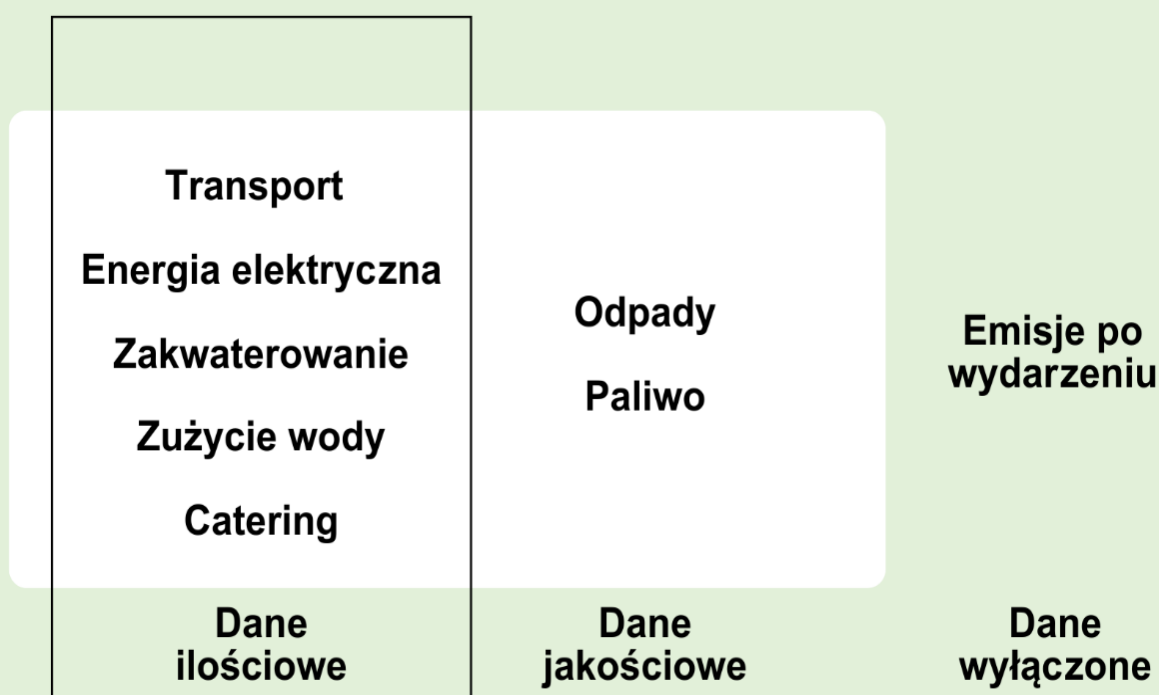 Transport
Energia elektryczna
Zakwaterowanie
Zużycie wody
Catering
Odpady
Paliwo
Emisje po
wydarzeniu
Dane
ilościowe
Dane
jakościowe
Dane
wyłączone